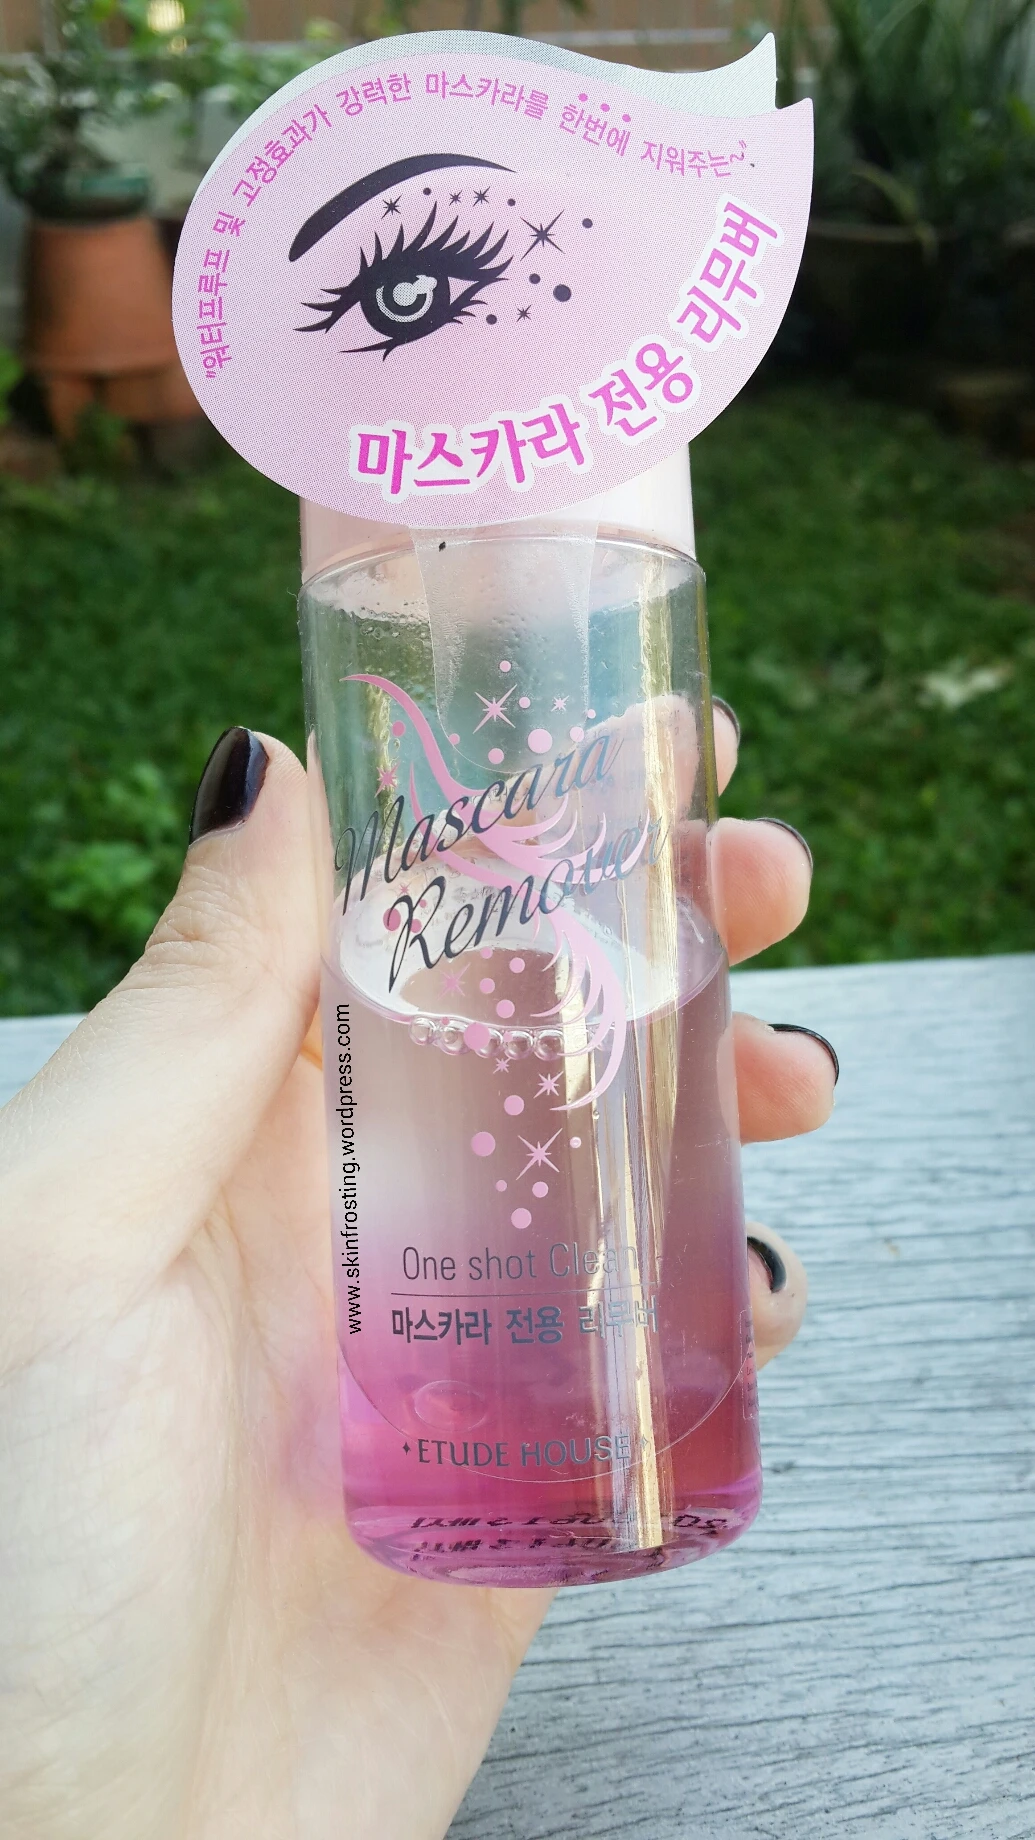 "워터프루프 및 고정효과가 강력한 마스카라를 한번에 지워주는~"
마스카라 전용 리무버
Mascara
Remover
www.skinfrosting.wordpress.com
One shot Clean!
마스카라 전용 리무버
ETUDE HOUSE